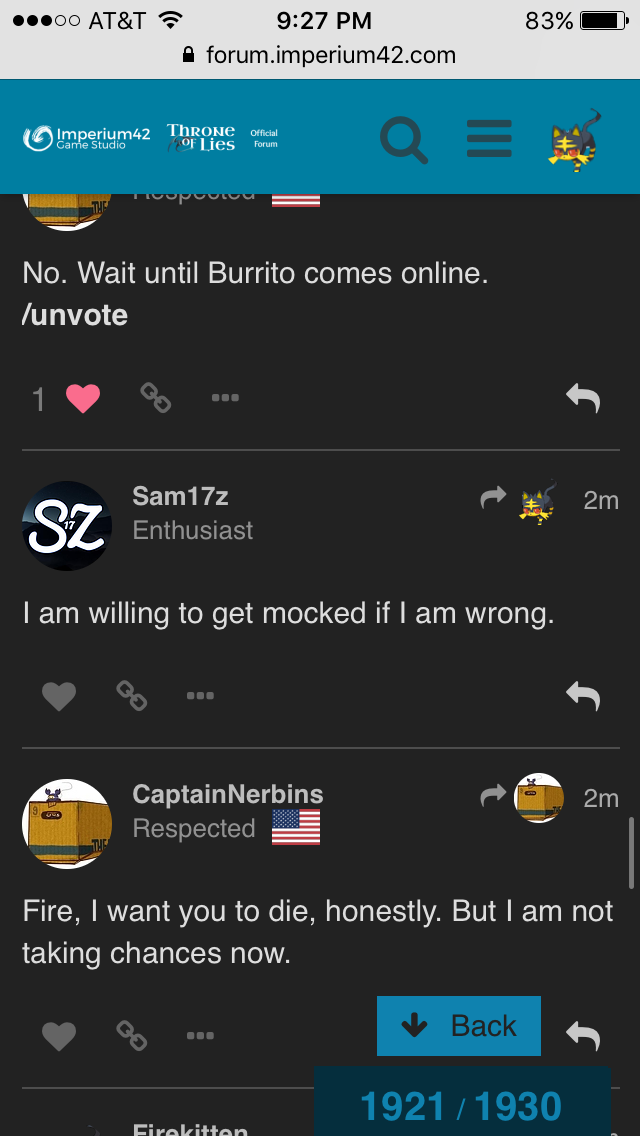 AT&T 9:27 PM 83%
forum.imperium42.com
Imperium42 Game Studio
THRONE OF LIES
Official Forum
Respected
No. Wait until Burrito comes online.
/unvote
1
Sam17z
2m
Enthusiast
SZ 17
I am willing to get mocked if I am wrong.
CaptainNerbins
2m
Respected
Fire, I want you to die, honestly. But I am not
taking chances now.
Back
1921 / 1930
Firekitten